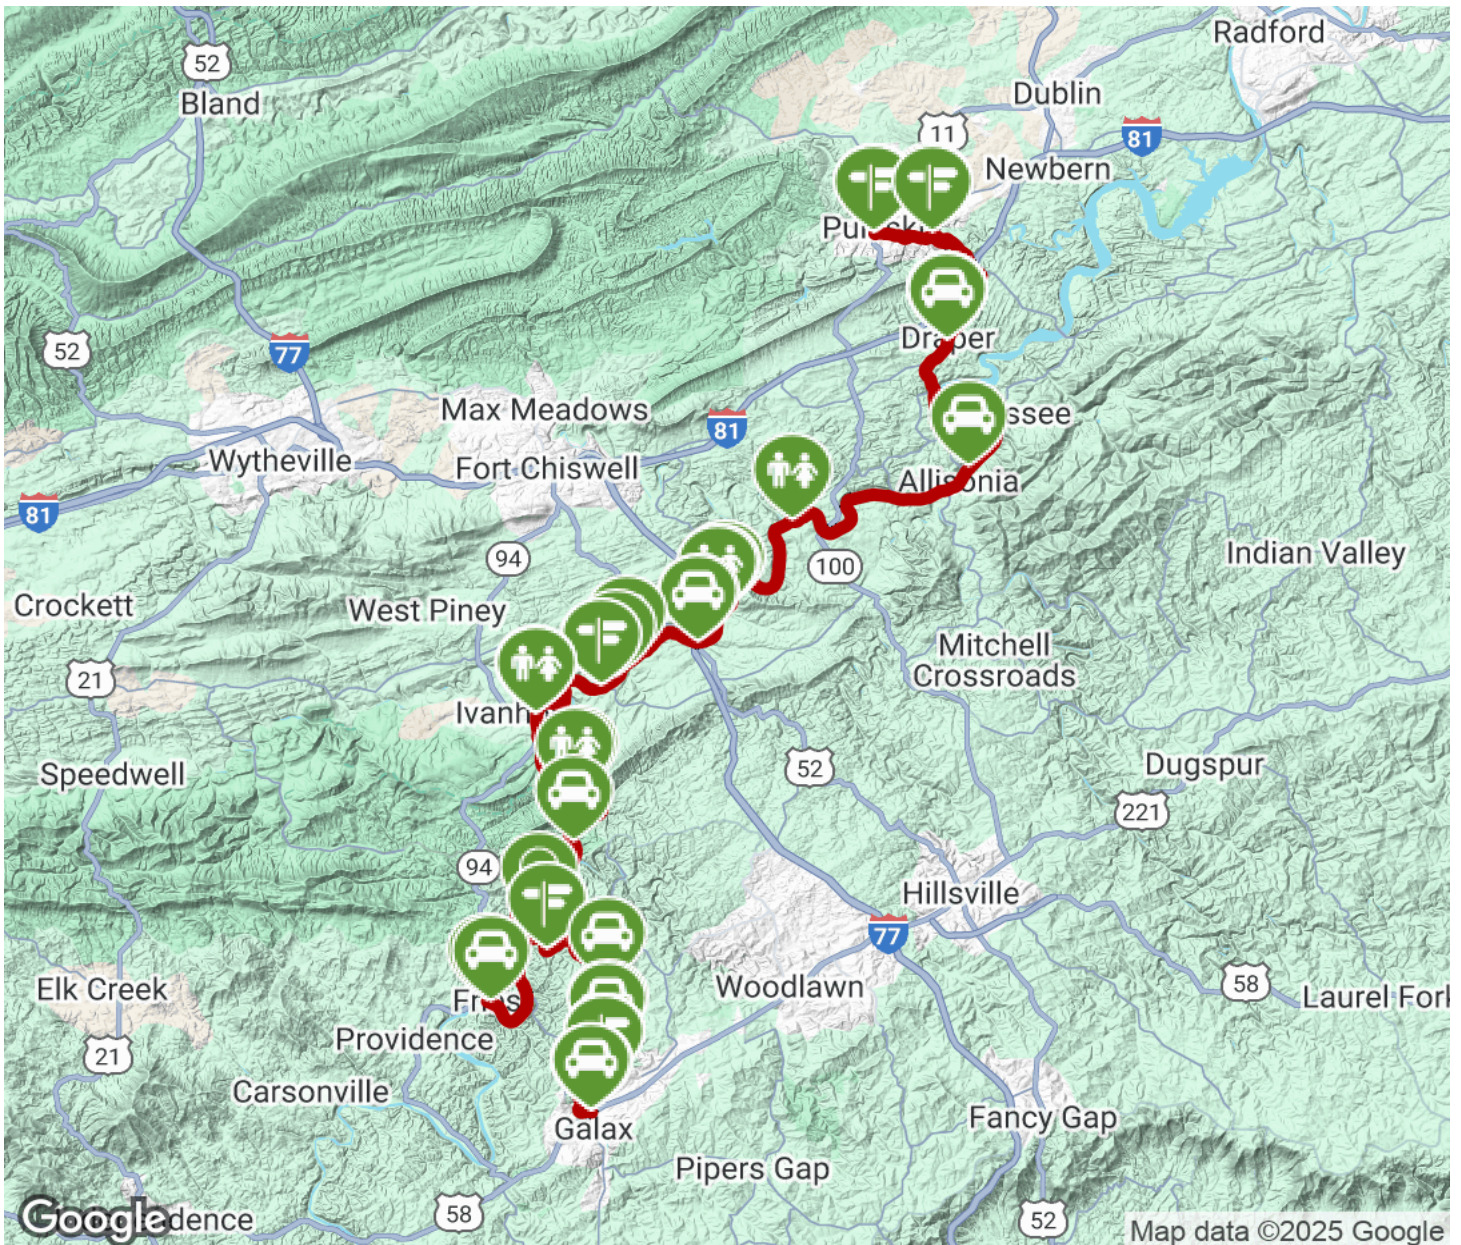 Radford
52
Bland
Dublin
11
81
Newbern
Draper
52
77
Max Meadows
81
Wytheville
Fort Chiswell
Allisonia
81
94
100
Indian Valley
Crockett
West Piney
Mitchell
Crossroads
21
Speedwell
52
Dugspur
221
94
Hillsville
77
Elk Creek
Woodlawn
58
Laurel Fork
Providence
21
Carsonville
Fancy Gap
Galax
Pipers Gap
Google
58
52
Map data ©2025 Google